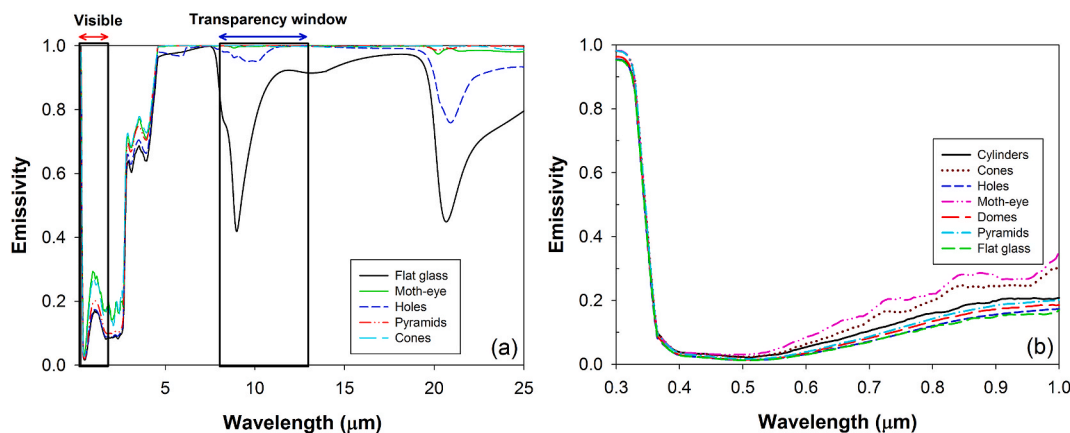 Visible
Transparency window
1.0
0.8
0.6
0.4
0.2
0.0
Emissivity
Flat glass
Moth-eye
Holes
Pyramids
Cones
(a)
5 10 15 20 25
Wavelength (μm)
1.0
0.8
0.6
0.4
0.2
0.0
Emissivity
Cylinders
Cones
Holes
Moth-eye
Domes
Pyramids
Flat glass
(b)
0.3 0.4 0.5 0.6 0.7 0.8 0.9 1.0
Wavelength (μm)